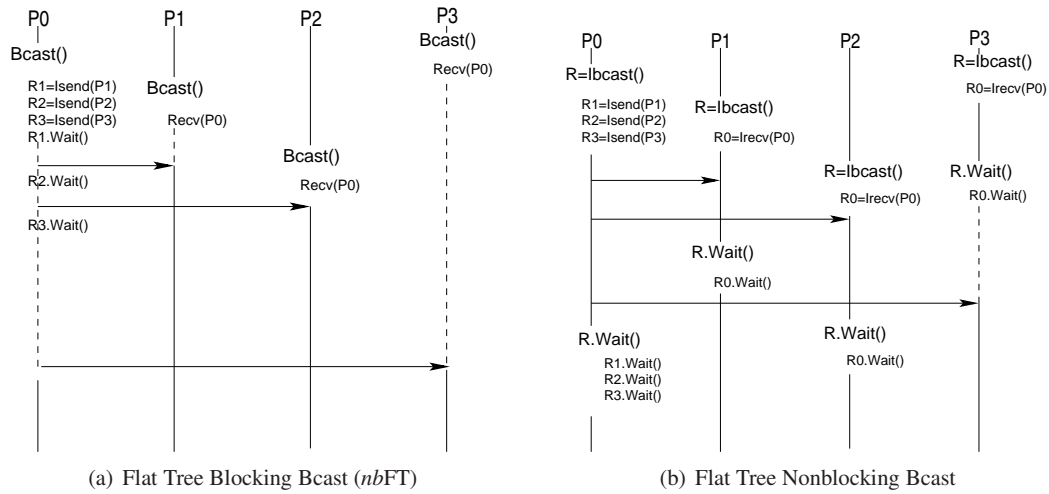 P0
Bcast()
R1=Isend(P1)
R2=Isend(P2)
R3=Isend(P3)
R1.Wait()
R2.Wait()
R3.Wait()
P1
Bcast()
Recv(P0)
P2
Bcast()
Recv(P0)
P3
Bcast()
Recv(P0)
(a) Flat Tree Blocking Bcast (nbFT)
P0
R=Ibcast()
R1=Isend(P1)
R2=Isend(P2)
R3=Isend(P3)
R.Wait()
R1.Wait()
R2.Wait()
R3.Wait()
P1
R=Ibcast()
R0=Irecv(P0)
R.Wait()
R0.Wait()
P2
R=Ibcast()
R0=Irecv(P0)
R.Wait()
R0.Wait()
P3
R=Ibcast()
R0=Irecv(P0)
R.Wait()
R0.Wait()
(b) Flat Tree Nonblocking Bcast